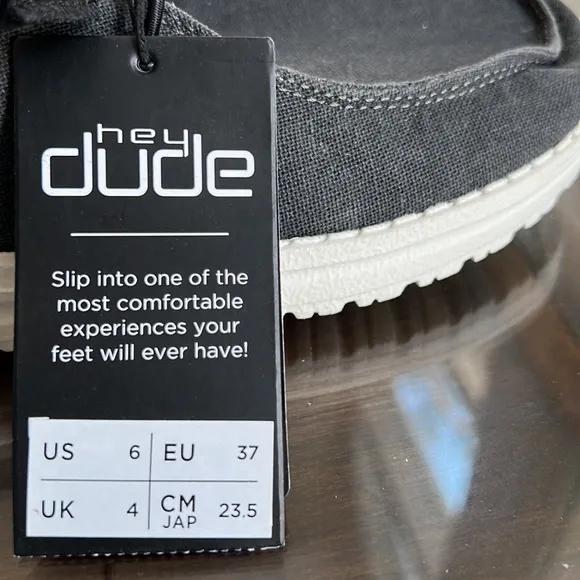 hey
dude
Slip into one of the
most comfortable
experiences your
feet will ever have!
US 6 EU 37
UK 4 CM JAP 23.5